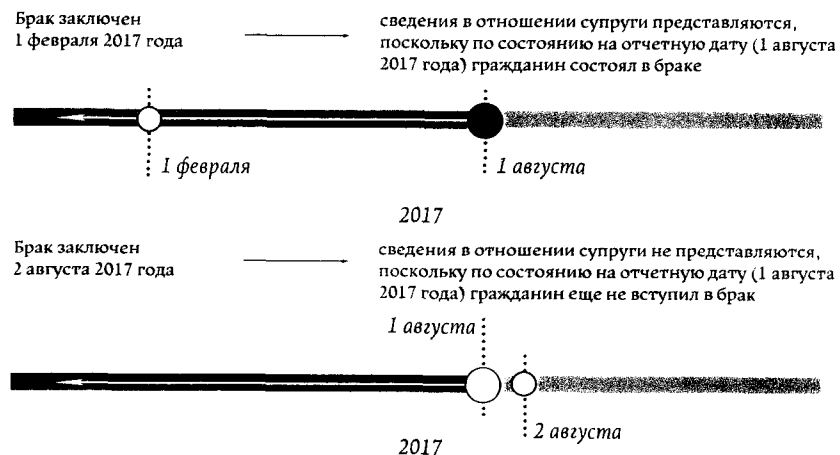 Брак заключен
1 февраля 2017 года
сведения в отношении супруги представляются,
поскольку по состоянию на отчетную дату (1 августа
2017 года) гражданин состоял в браке
1 февраля
1 августа
2017
Брак заключен
2 августа 2017 года
сведения в отношении супруги не представляются,
поскольку по состоянию на отчетную дату (1 августа
2017 года) гражданин еще не вступил в брак
1 августа
2 августа
2017